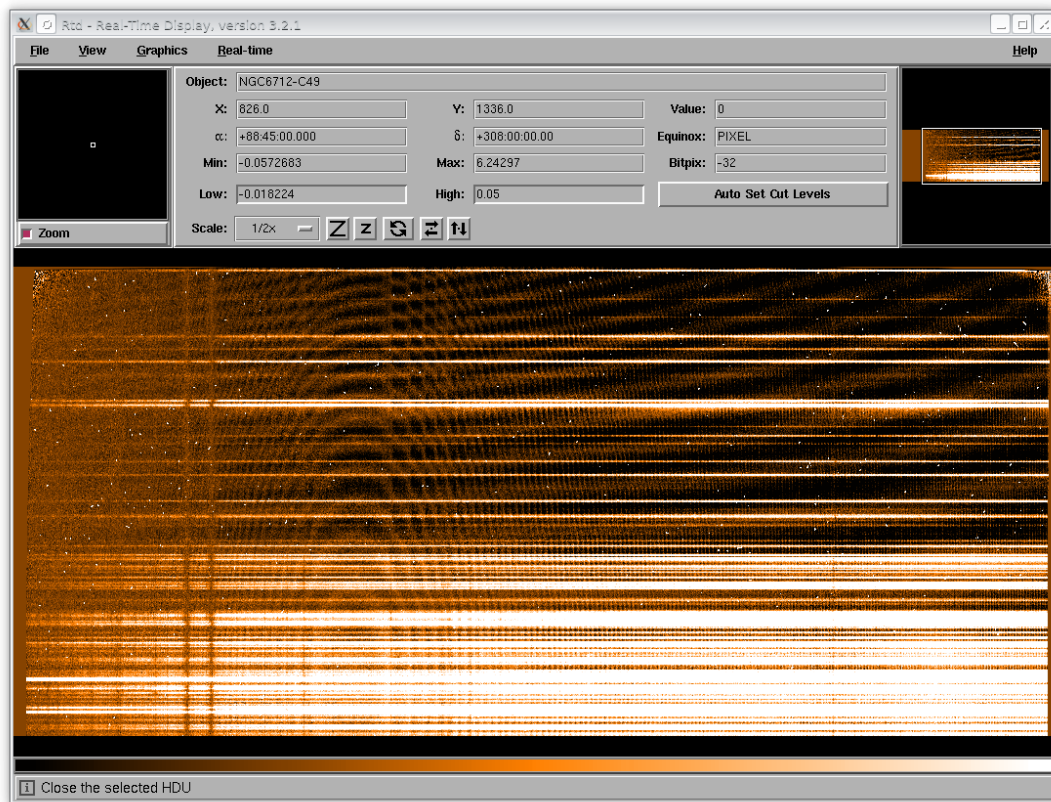 Rtd - Real-Time Display, version 3.2.1
File View Graphics Real-time Help
Object: NGC6712-C49
X: 826.0 Y: 1336.0 Value: 0
α: +88:45:00.000 δ: +308:00:00.00 Equinox: PIXEL
Min: -0.0572683 Max: 6.24297 Bitpix: -32
Low: -0.018224 High: 0.05 Auto Set Cut Levels
Zoom Scale: 1/2x Z z
Close the selected HDU